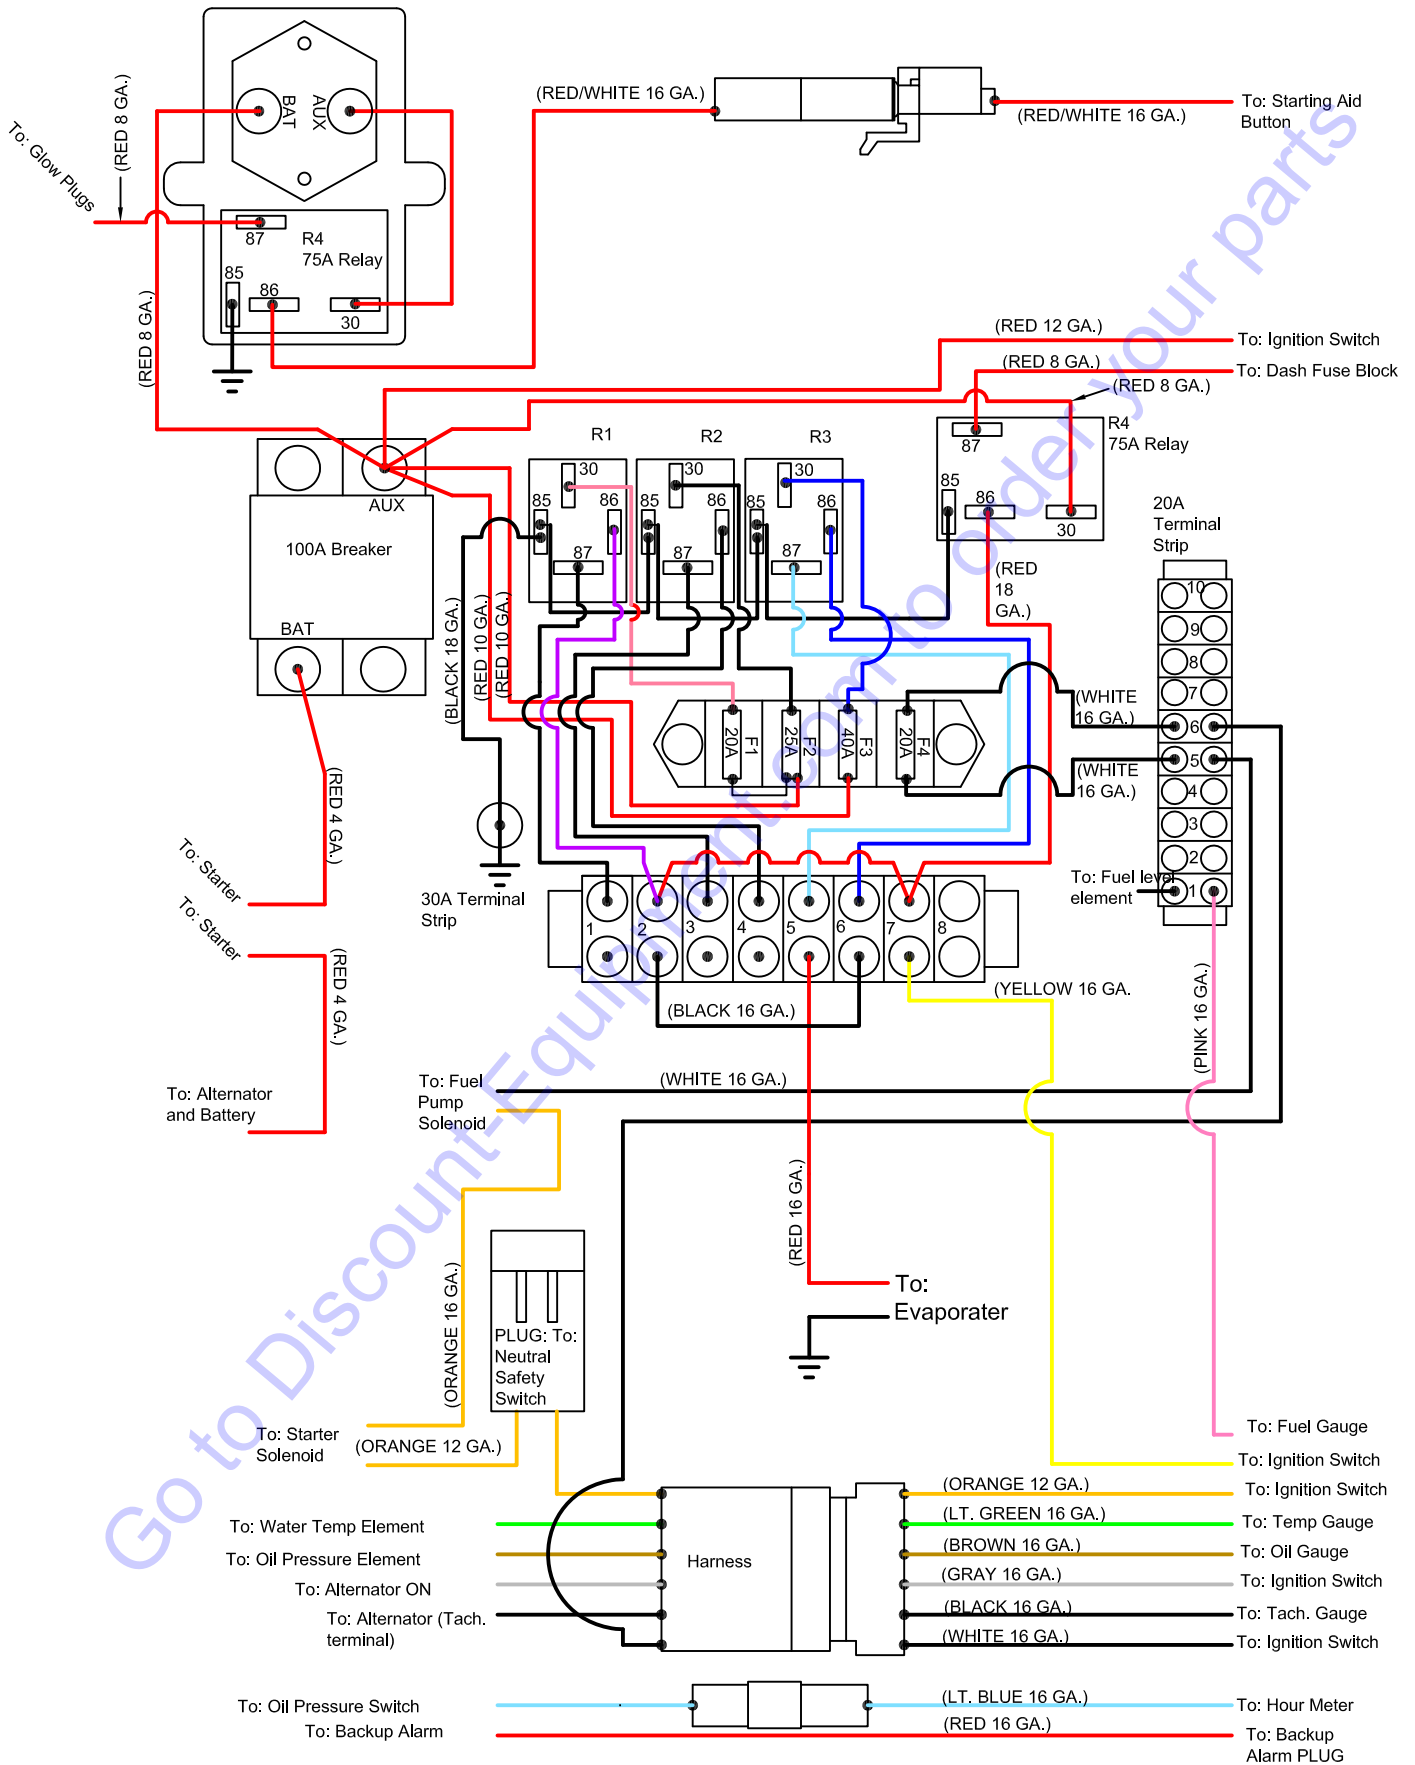 (RED/WHITE 16 GA.)
(RED/WHITE 16 GA.)
To: Starting Aid
Button
To: Glow Plugs
(RED 8 GA.)
BAT
AUX
87
R4
75A Relay
85
86
30
(RED 8 GA.)
(RED 12 GA.)
To: Ignition Switch
(RED 8 GA.)
To: Dash Fuse Block
(RED 8 GA.)
AUX
100A Breaker
BAT
R1
R2
R3
30
85
86
87
30
85
86
87
30
85
86
87
R4
75A Relay
87
85
86
30
(RED
18
GA.)
20A
Terminal
Strip
10
9
8
7
6
5
4
3
2
1
(BLACK 18 GA.)
(RED 10 GA.)
(RED 10 GA.)
20A
F1
25A
F2
40A
F3
20A
F4
(WHITE
16 GA.)
(WHITE
16 GA.)
To: Fuel level
element
(RED 4 GA.)
To: Starter
To: Starter
(RED 4 GA.)
To: Alternator
and Battery
30A Terminal
Strip
1
2
3
4
5
6
7
8
(BLACK 16 GA.)
(YELLOW 16 GA.
(PINK 16 GA.)
To: Fuel
Pump
Solenoid
(WHITE 16 GA.)
(RED 16 GA.)
(ORANGE 16 GA.)
To:
Evaporater
PLUG: To:
Neutral
Safety
Switch
To: Starter
Solenoid
(ORANGE 12 GA.)
To: Fuel Gauge
To: Ignition Switch
(ORANGE 12 GA.)
To: Ignition Switch
To: Water Temp Element
(LT. GREEN 16 GA.)
To: Temp Gauge
To: Oil Pressure Element
Harness
(BROWN 16 GA.)
To: Oil Gauge
To: Alternator ON
(GRAY 16 GA.)
To: Ignition Switch
To: Alternator (Tach.
terminal)
(BLACK 16 GA.)
To: Tach. Gauge
(WHITE 16 GA.)
To: Ignition Switch
To: Oil Pressure Switch
(LT. BLUE 16 GA.)
To: Hour Meter
To: Backup Alarm
(RED 16 GA.)
To: Backup
Alarm PLUG
Go to Discount-Equipment.com to order your parts